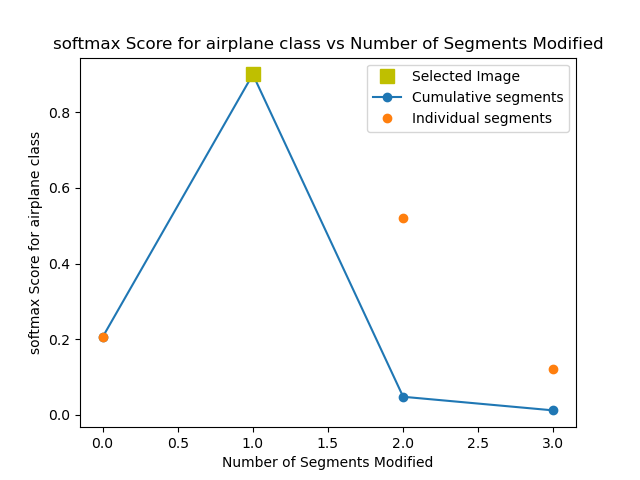 softmax Score for airplane class vs Number of Segments Modified
Selected Image
Cumulative segments
Individual segments
softmax Score for airplane class
0.8
0.6
0.4
0.2
0.0
0.0 0.5 1.0 1.5 2.0 2.5 3.0
Number of Segments Modified